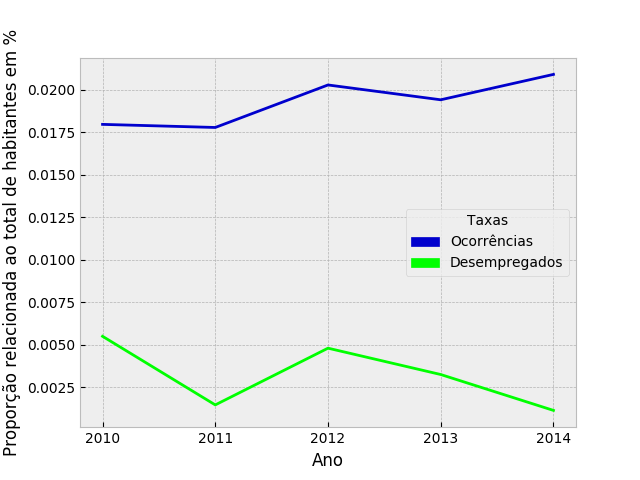 Proporção relacionada ao total de habitantes em %
0.0200
0.0175
0.0150
0.0125
0.0100
0.0075
0.0050
0.0025
Taxas
Ocorrências
Desempregados
2010 2011 2012 2013 2014
Ano